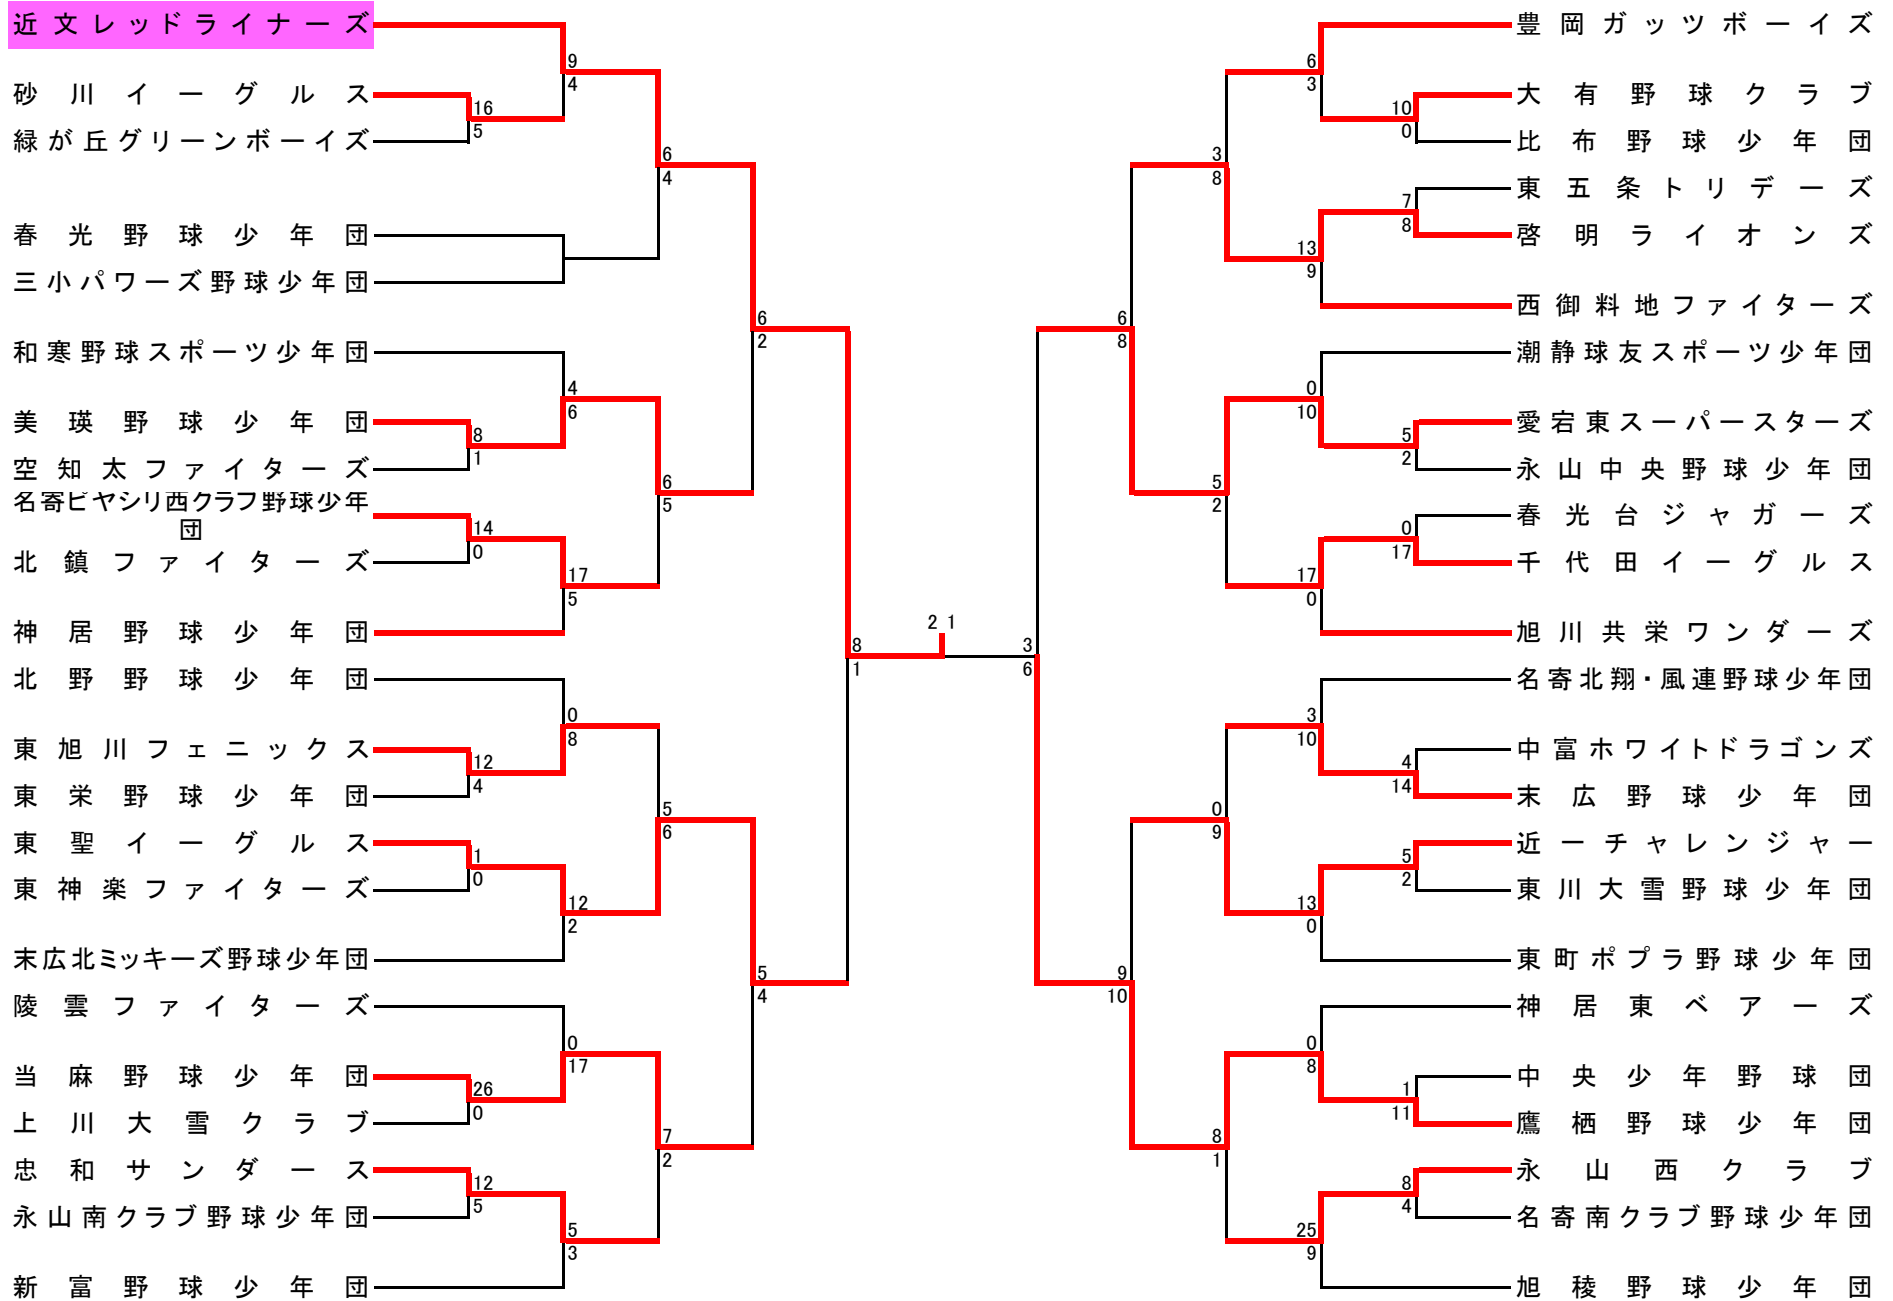 近文レッドライナーズ
砂川イーグルス
緑が丘グリーンボーイズ
春光野球少年団
三小パワーズ野球少年団
和寒野球スポーツ少年団
美瑛野球少年団
空知太ファイターズ
名寄ピヤシリ西クラブ野球少年
団
北鎮ファイターズ
神居野球少年団
北野野球少年団
東旭川フェニックス
東栄野球少年団
東聖イーグルス
東神楽ファイターズ
末広北ミッキーズ野球少年団
陵雲ファイターズ
当麻野球少年団
上川大雪クラブ
忠和サンダース
永山南クラブ野球少年団
新富野球少年団
16
5
8
1
14
0
12
4
1
0
26
0
12
5
9
4
4
6
17
5
0
8
12
2
0
17
5
3
6
4
6
5
5
6
7
2
6
2
5
4
8
1
2 1
3
6
6
8
9
10
3
8
5
2
0
9
8
1
6
3
13
9
0
10
17
0
3
10
13
0
0
8
25
9
10
0
7
8
5
2
0
17
4
14
5
2
1
11
8
4
豊岡ガッツボーイズ
大有野球クラブ
比布野球少年団
東五条トリデーズ
啓明ライオンズ
西御料地ファイターズ
潮静球友スポーツ少年団
愛宕東スーパースターズ
永山中央野球少年団
春光台ジャガーズ
千代田イーグルス
旭川共栄ワンダーズ
名寄北翔・風連野球少年団
中富ホワイトドラゴンズ
末広野球少年団
近一チャレンジャー
東川大雪野球少年団
東町ポプラ野球少年団
神居東ベアーズ
中央少年野球団
鷹栖野球少年団
永山西クラブ
名寄南クラブ野球少年団
旭稜野球少年団